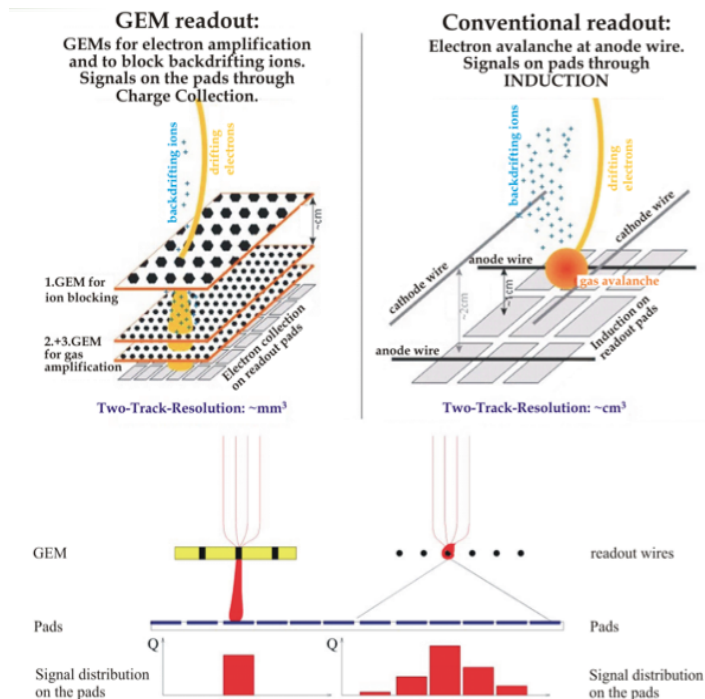 GEM readout:
GEMs for electron amplification
and to block backdrifting ions.
Signals on the pads through
Charge Collection.
backdrifting ions
drifting
electrons
~cm
1.GEM for
ion blocking
2.+3.GEM
for gas
amplification
Electron collection
on readout pads
Two-Track-Resolution: ~mm³
Conventional readout:
Electron avalanche at anode wire.
Signals on pads through
INDUCTION
backdrifting ions
drifting
electrons
cathode wire
cathode wire
anode wire
gas avalanche
~2cm
anode wire
Induction on
readout pads
Two-Track-Resolution: ~cm³
GEM
readout wires
Pads
Pads
Q
Q
Signal distribution
on the pads
Signal distribution
on the pads